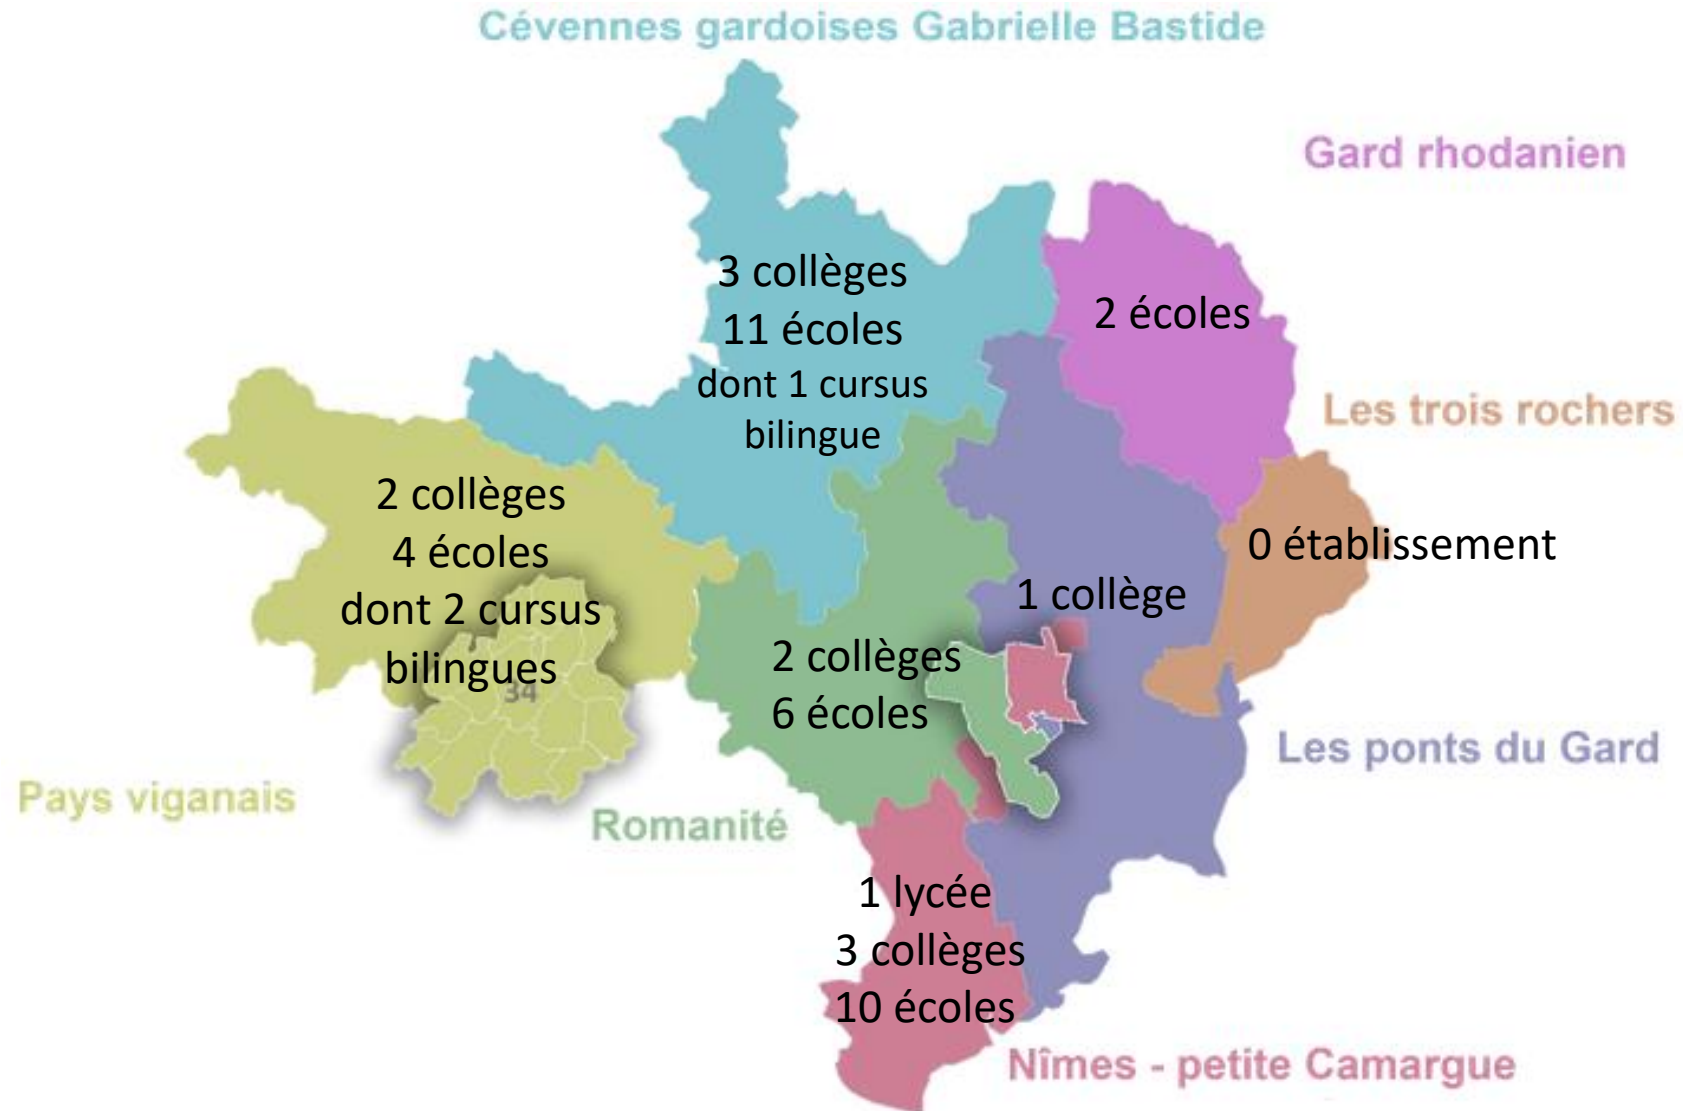 Cévennes gardoises Gabrielle Bastide
Gard rhodanien
3 collèges
11 écoles
dont 1 cursus
bilingue
2 écoles
Les trois rochers
2 collèges
4 écoles
dont 2 cursus
bilingues
34
0 établissement
1 collège
2 collèges
6 écoles
Les ponts du Gard
Pays viganais
Romanité
1 lycée
3 collèges
10 écoles
Nîmes - petite Camargue